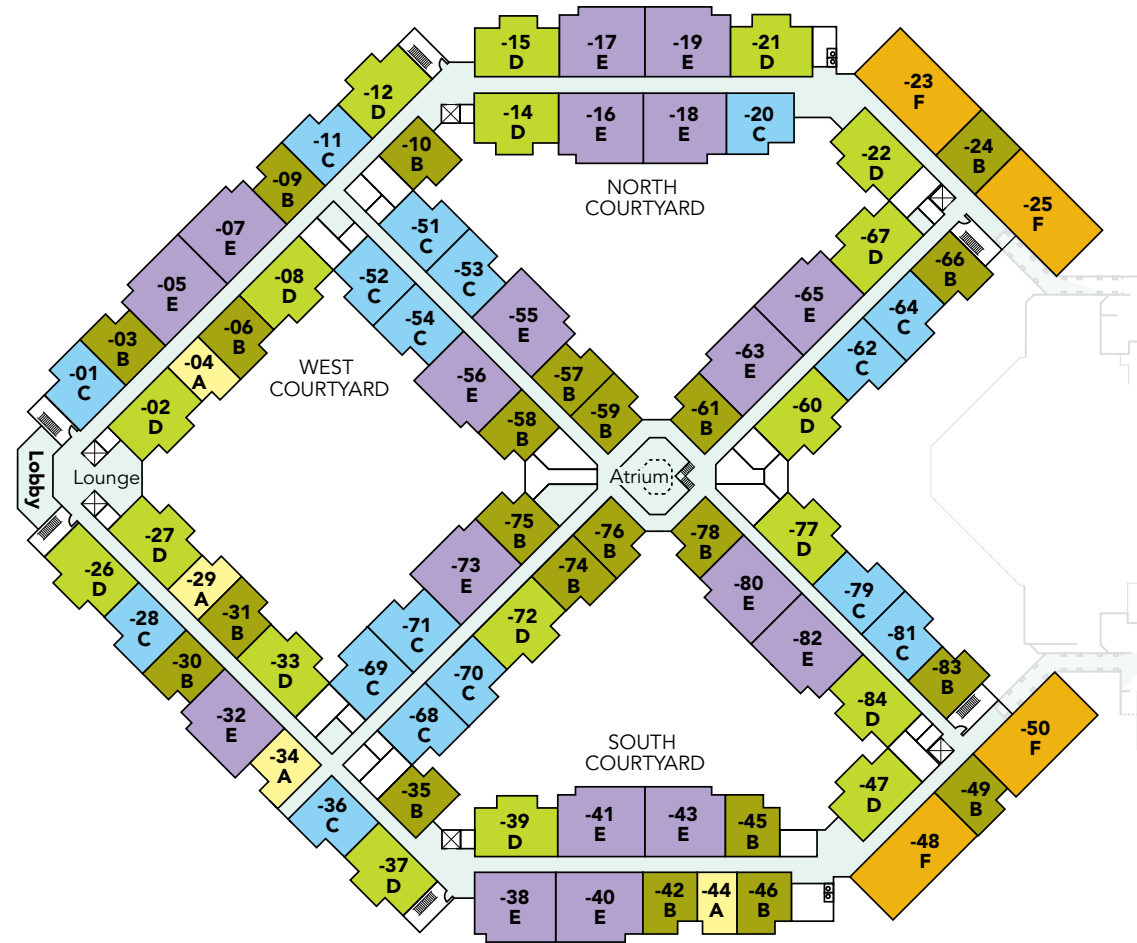 -15
D
-17
E
-19
E
-21
D
-12
D
-23
F
-14
D
-16
E
-18
E
-20
C
-11
C
-10
B
-22
D
-24
B
-09
B
NORTH
COURTYARD
-25
F
-07
E
-51
C
-67
D
-53
C
-66
B
-05
E
-08
D
-52
C
-65
E
-55
E
-64
C
-54
C
-06
B
-03
B
-63
E
-62
C
-04
A
WEST
COURTYARD
-01
C
-56
E
-57
B
-02
D
-59
B
-61
B
-60
D
-58
B
Lobby
Lounge
Atrium
-75
B
-76
B
-78
B
-77
D
-27
D
-73
E
-74
B
-26
D
-29
A
-80
E
-79
C
-31
B
-72
D
-28
C
-71
C
-81
C
-82
E
-33
D
-30
B
-69
C
-70
C
-83
B
-32
E
-68
C
-84
D
-50
F
SOUTH
COURTYARD
-34
A
-35
B
-47
D
-49
B
-36
C
-39
D
-41
E
-43
E
-45
B
-48
F
-37
D
-38
E
-40
E
-42
B
-44
A
-46
B